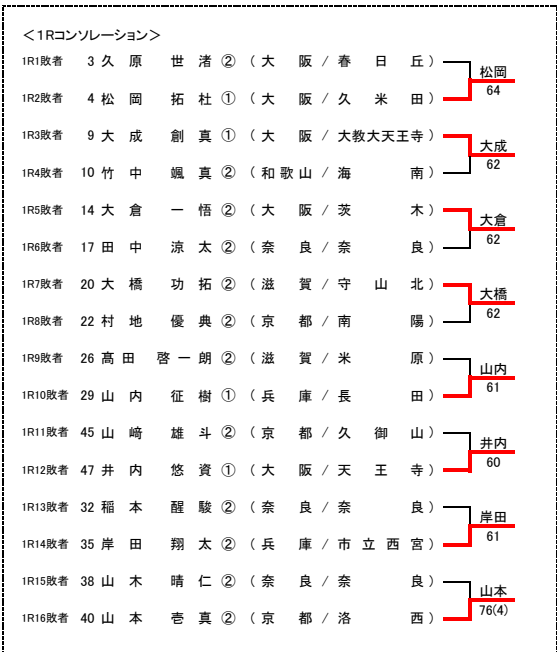 ＜1Rコンソレーション＞
1R1敗者 3 久原 世渚 ② （大阪/春日丘）
松岡
64
1R2敗者 4 松岡 拓杜 ① （大阪/久米田）
1R3敗者 9 大成 創真 ① （大阪/大教大天王寺）
大成
62
1R4敗者 10 竹中 颯真 ② （和歌山/海南）
1R5敗者 14 大倉 一悟 ② （大阪/茨木）
大倉
62
1R6敗者 17 田中 涼太 ② （奈良/奈良）
1R7敗者 20 大橋 功拓 ② （滋賀/守山北）
大橋
62
1R8敗者 22 村地 優典 ② （京都/南陽）
1R9敗者 26 髙田 啓一朗 ② （滋賀/米原）
山内
61
1R10敗者 29 山内 征樹 ① （兵庫/長田）
1R11敗者 45 山﨑 雄斗 ② （京都/久御山）
井内
60
1R12敗者 47 井内 悠資 ① （大阪/天王寺）
1R13敗者 32 稲本 醒駿 ② （奈良/奈良）
岸田
61
1R14敗者 35 岸田 翔太 ② （兵庫/市立西宮）
1R15敗者 38 山木 晴仁 ② （奈良/奈良）
山本
76(4)
1R16敗者 40 山本 壱真 ② （京都/洛西）